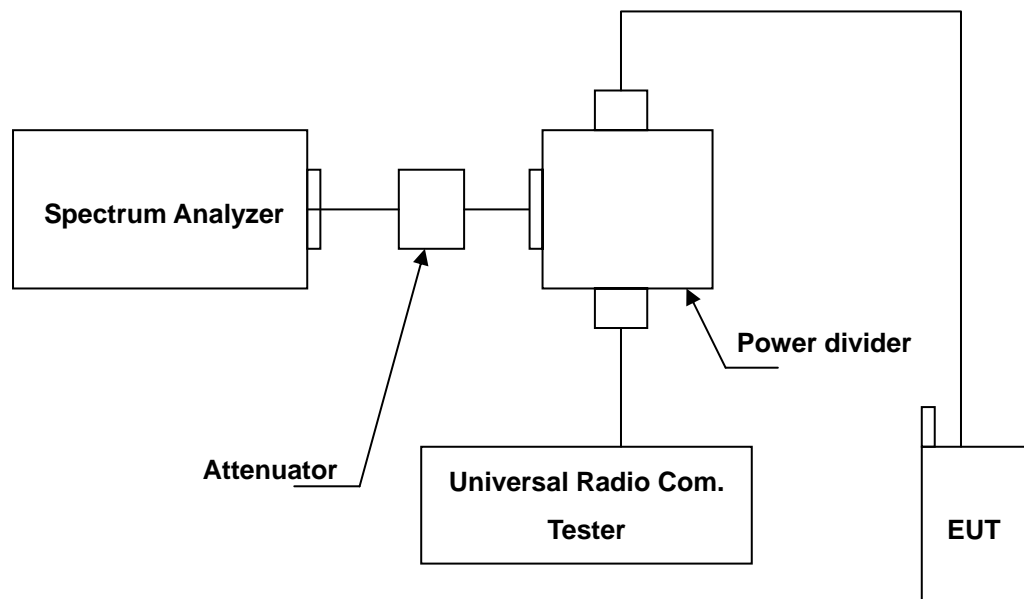 Spectrum Analyzer
Power divider
Attenuator
Universal Radio Com.
Tester
EUT